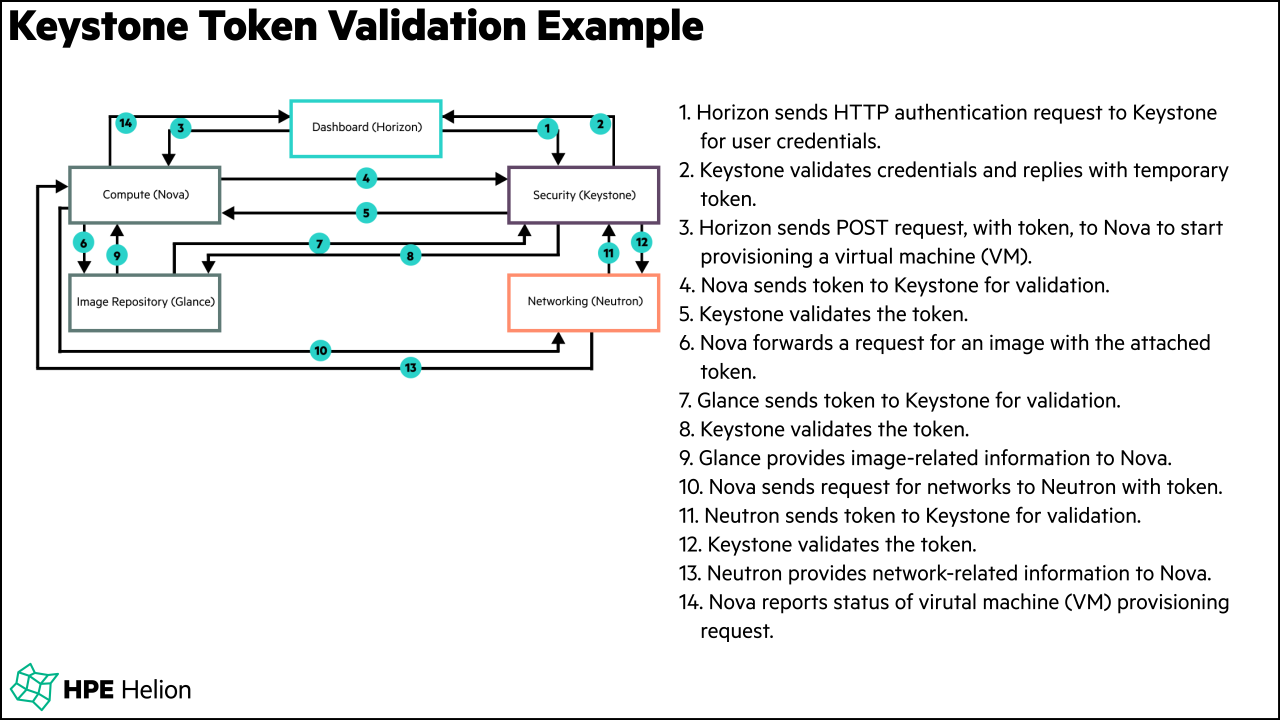 Keystone Token Validation Example
14
3
Dashboard (Horizon)
1
2
Compute (Nova)
4
5
Security (Keystone)
6
9
7
8
11
12
Image Repository (Glance)
Networking (Neutron)
10
13
1. Horizon sends HTTP authentication request to Keystone
for user credentials.
2. Keystone validates credentials and replies with temporary
token.
3. Horizon sends POST request, with token, to Nova to start
provisioning a virtual machine (VM).
4. Nova sends token to Keystone for validation.
5. Keystone validates the token.
6. Nova forwards a request for an image with the attached
token.
7. Glance sends token to Keystone for validation.
8. Keystone validates the token.
9. Glance provides image-related information to Nova.
10. Nova sends request for networks to Neutron with token.
11. Neutron sends token to Keystone for validation.
12. Keystone validates the token.
13. Neutron provides network-related information to Nova.
14. Nova reports status of virutal machine (VM) provisioning
request.
HPE Helion